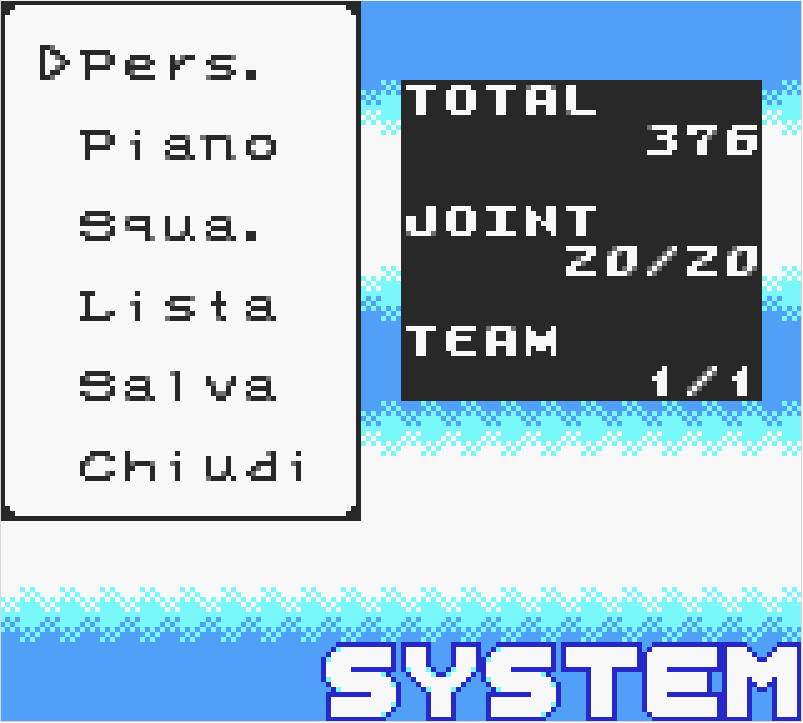 Pers.
Piano
Squa.
Lista
Salva
Chiudi
TOTAL
376
JOINT
20/20
TEAM
1/1
SYSTEM